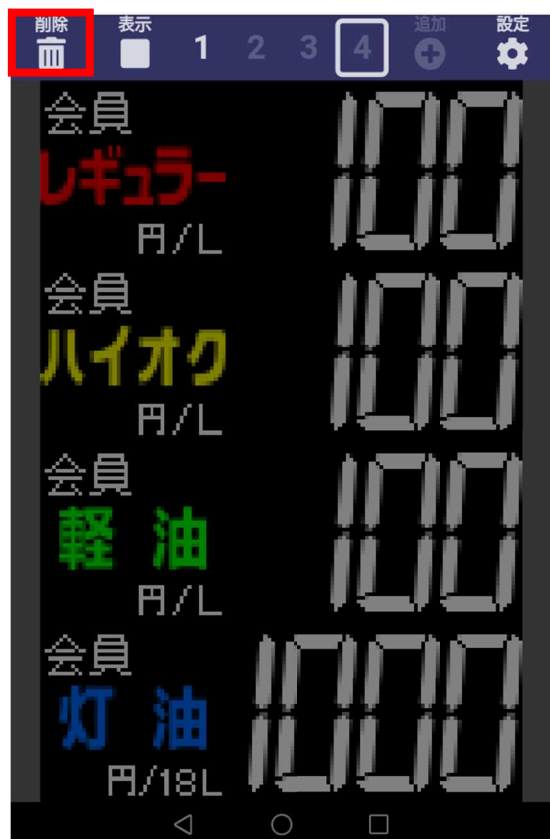 削除 表示 1 2 3 4 追加 設定
会員
レギュラー 100
円/L
会員
ハイオク 100
円/L
会員
軽油 100
円/L
会員
灯油 1000
円/18L